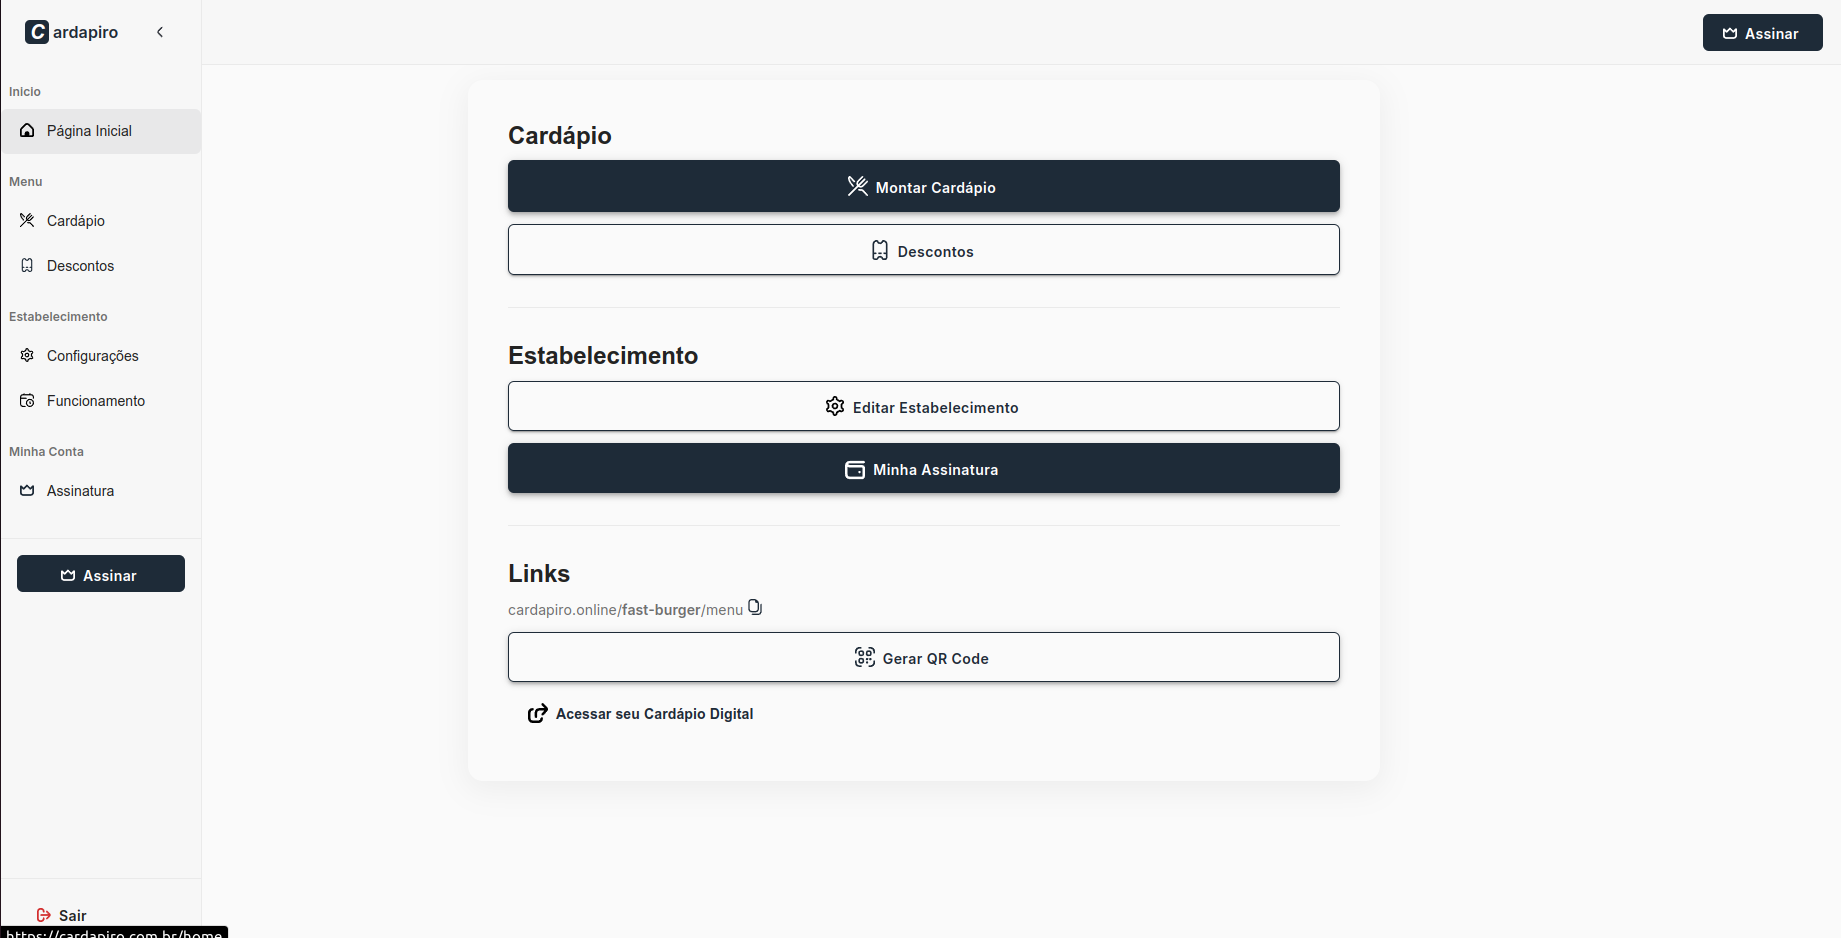 Cardapiro
Assinar
Inicio
Página Inicial
Menu
Cardápio
Descontos
Estabelecimento
Configurações
Funcionamento
Minha Conta
Assinatura
Assinar
Sair
https://cardapiro.com.br/home
Cardápio
Montar Cardápio
Descontos
Estabelecimento
Editar Estabelecimento
Minha Assinatura
Links
cardapiro.online/fast-burger/menu
Gerar QR Code
Acessar seu Cardápio Digital